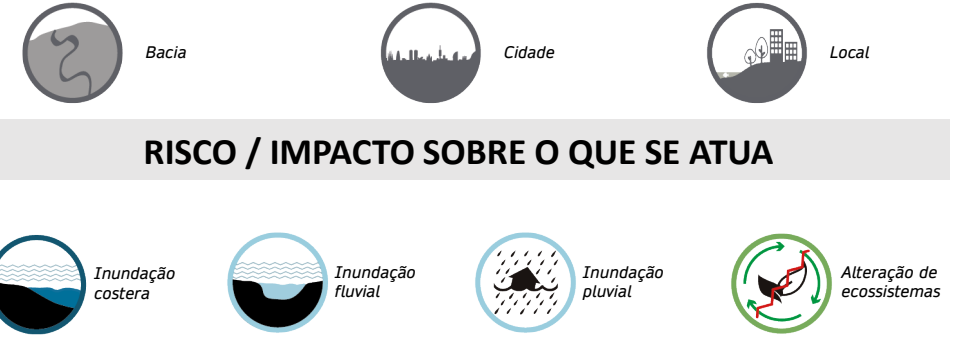 Bacia
Cidade
Local
RISCO / IMPACTO SOBRE O QUE SE ATUA
Inundação
costera
Inundação
fluvial
Inundação
pluvial
Alteração de
ecossistemas